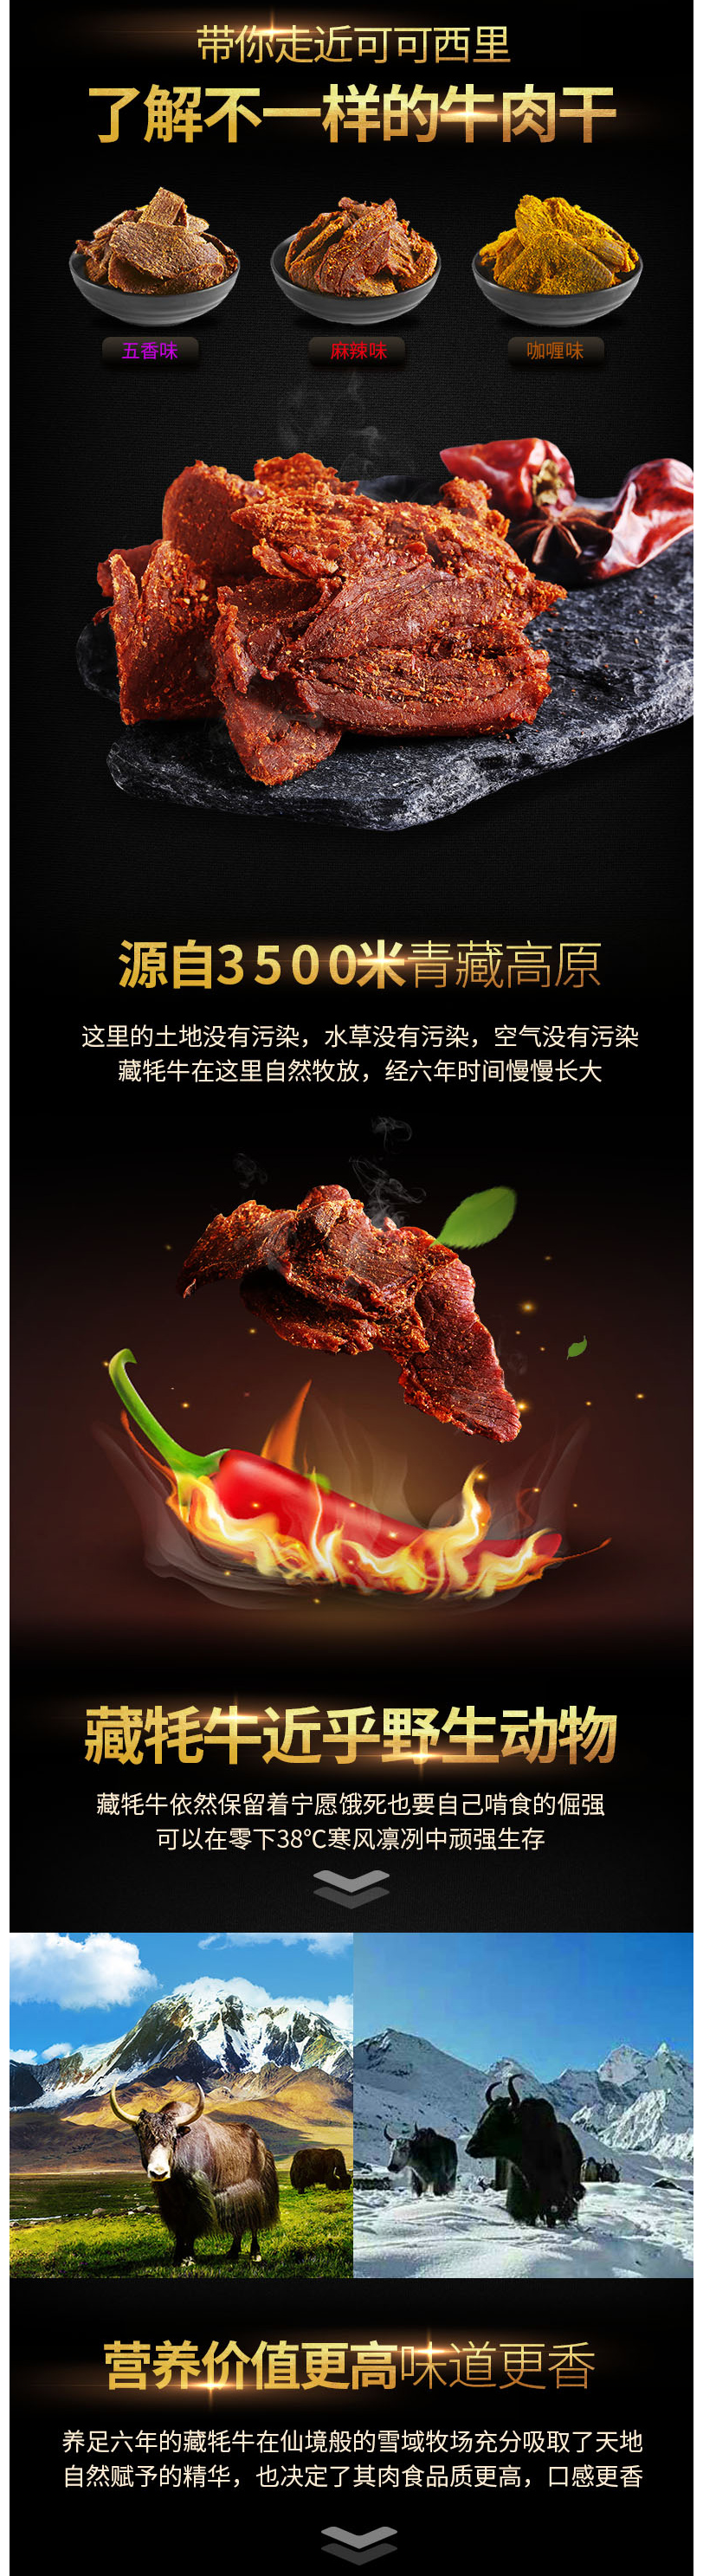 带你走近可可西里
了解不一样的牛肉干
五香味 麻辣味 咖喱味
源自3500米青藏高原
这里的土地没有污染，水草没有污染，空气没有污染
藏牦牛在这里自然牧放，经六年时间慢慢长大
藏牦牛近乎野生动物
藏牦牛依然保留着宁愿饿死也要自己啃食的倔强
可以在零下38℃寒风凛冽中顽强生存
营养价值更高味道更香
养足六年的藏牦牛在仙境般的雪域牧场充分吸取了天地
自然赋予的精华，也决定了其肉食品质更高，口感更香